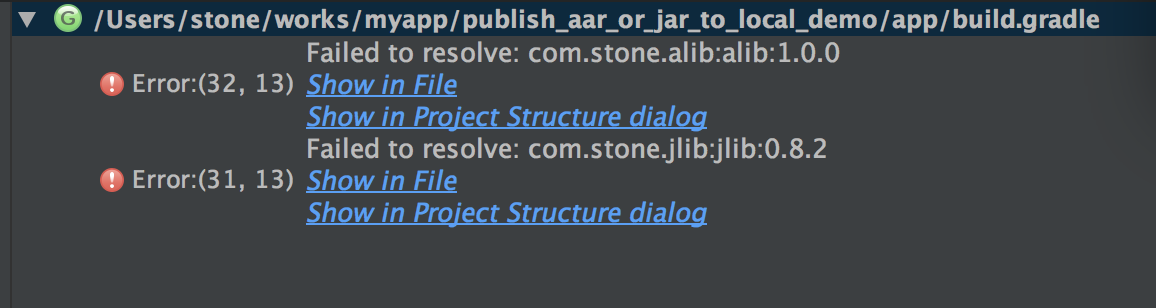 G /Users/stone/works/myapp/publish_aar_or_jar_to_local_demo/app/build.gradle
Failed to resolve: com.stone.alib:alib:1.0.0
Error:(32, 13) Show in File
Show in Project Structure dialog
Failed to resolve: com.stone.jlib:jlib:0.8.2
Error:(31, 13) Show in File
Show in Project Structure dialog